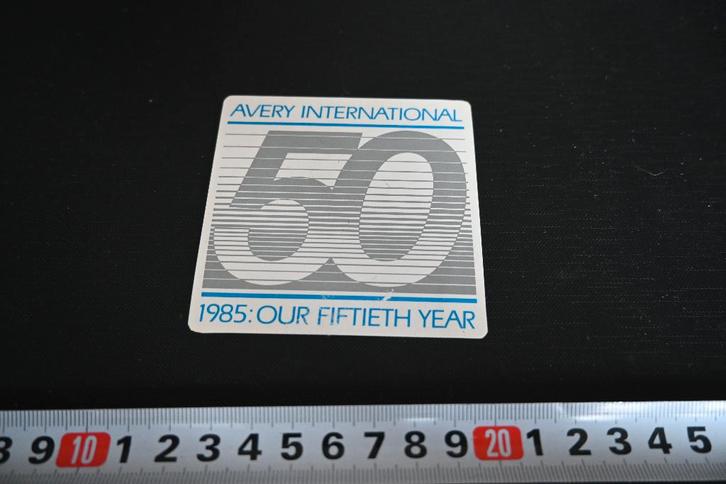 AVERY INTERNATIONAL
50
1985: OUR FIFTIETH YEAR
8 9 10 1 2 3 4 5 6 7 8 9 20 1 2 3 4 5